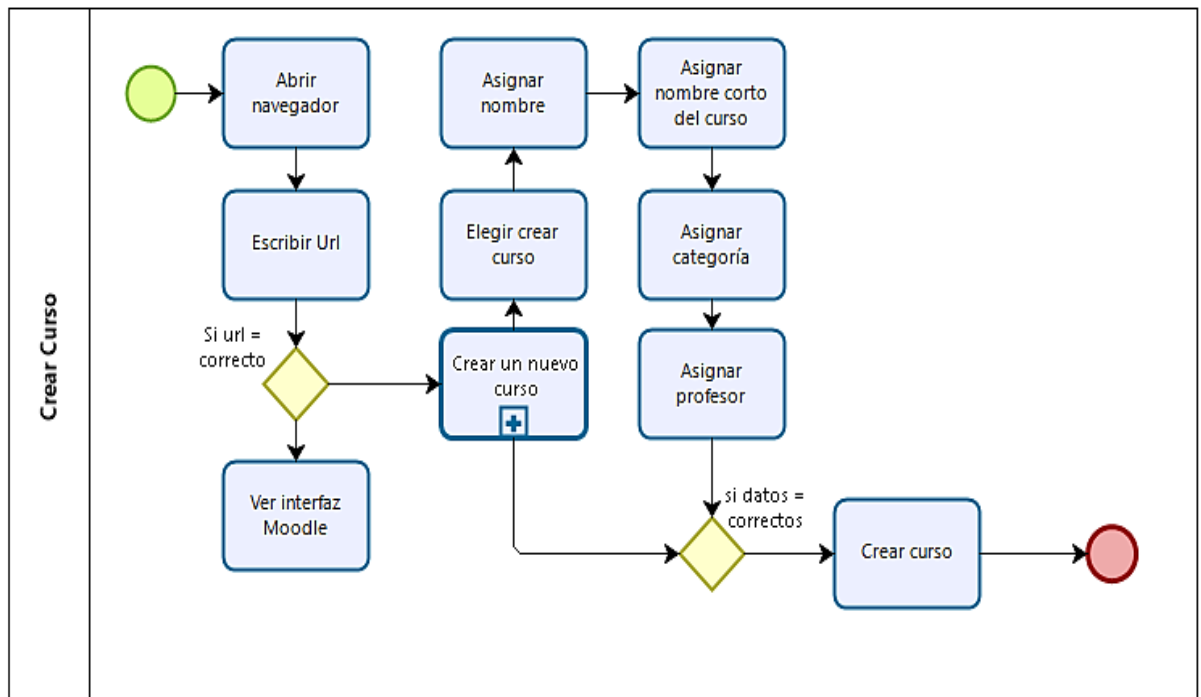 Crear Curso
Abrir
navegador
Escribir Url
Si url =
correcto
Ver interfaz
Moodle
Crear un nuevo
curso
Elegir crear
curso
Asignar
nombre
Asignar
nombre corto
del curso
Asignar
categoría
Asignar
profesor
si datos =
correctos
Crear curso